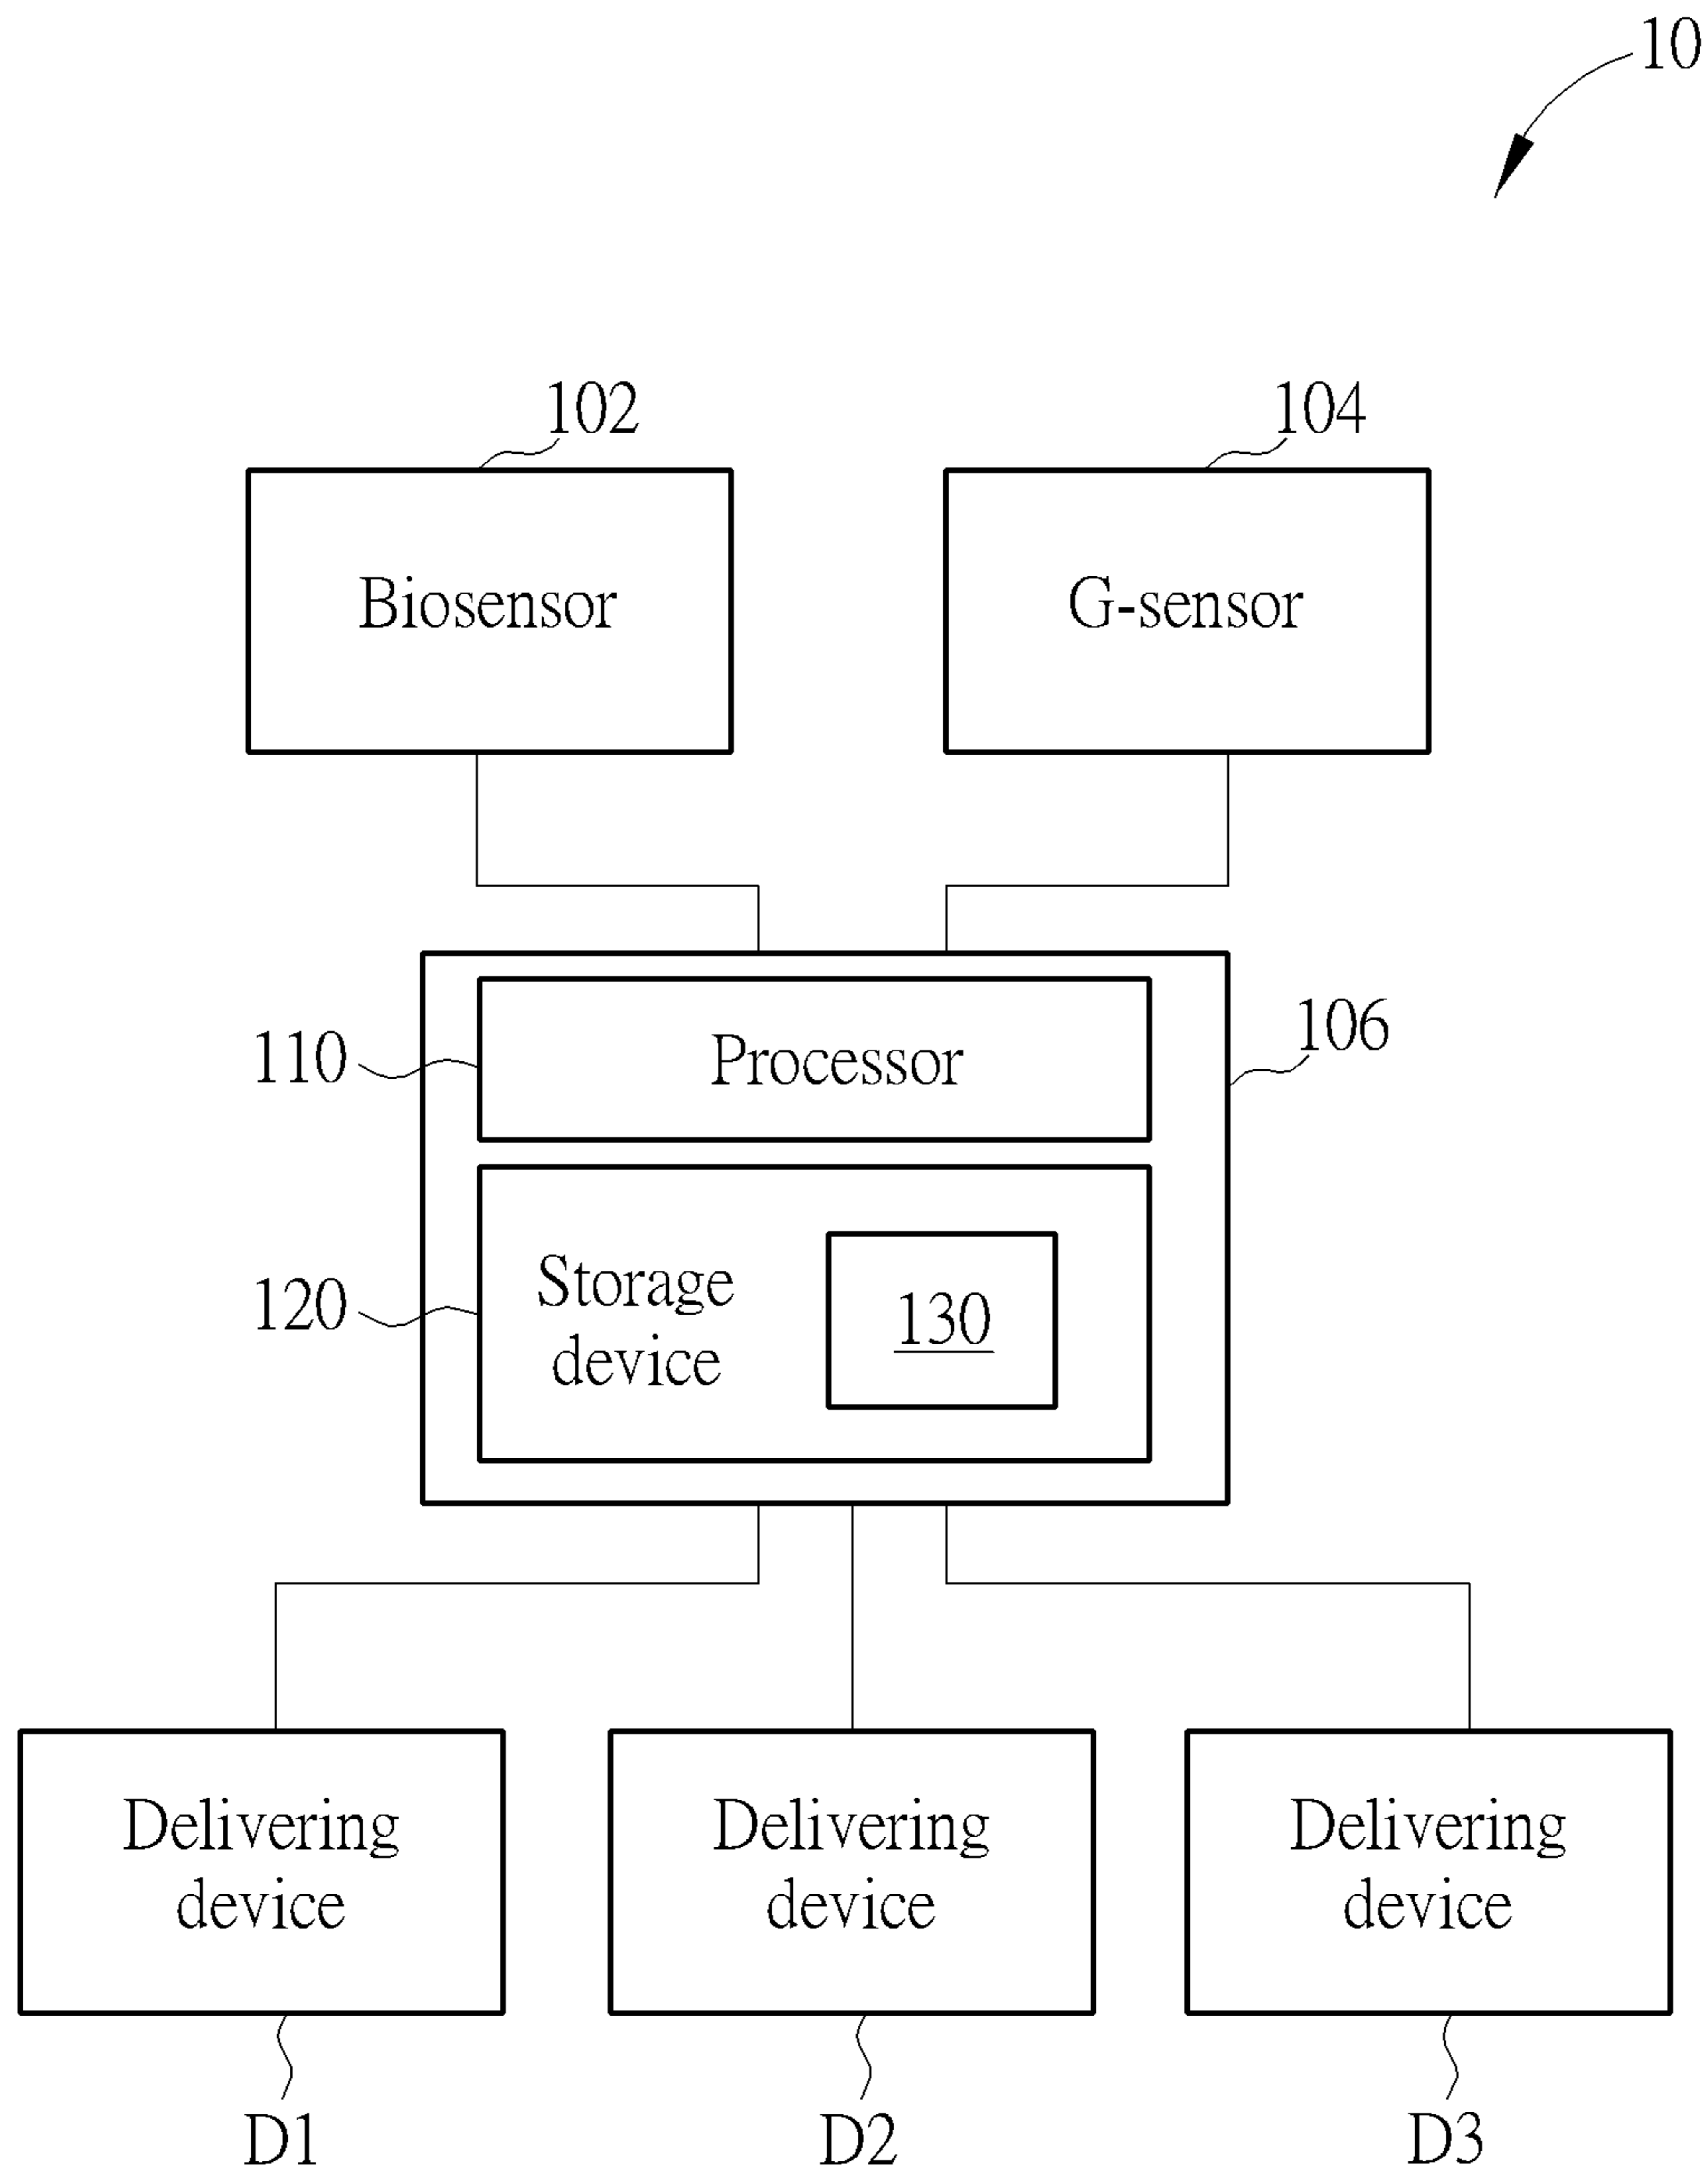 10
102
104
Biosensor
G-sensor
106
110
Processor
120
Storage
device
130
Delivering
device
Delivering
device
Delivering
device
D1
D2
D3